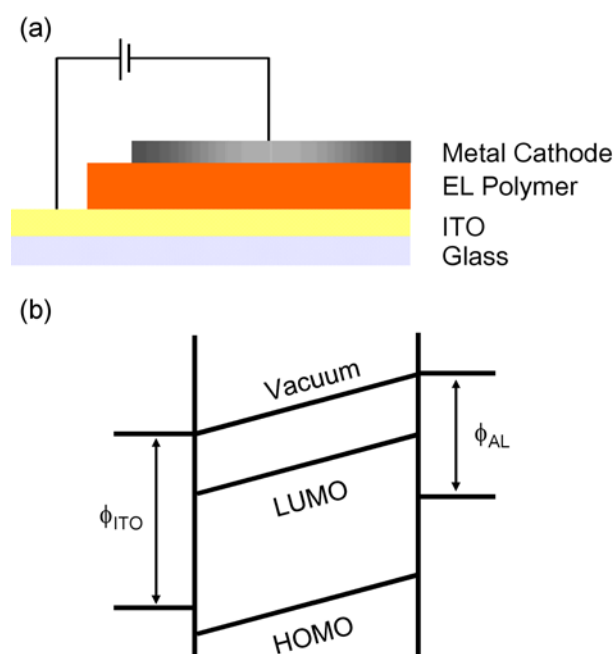 (a)
Metal Cathode
EL Polymer
ITO
Glass
(b)
Vacuum
ϕAL
LUMO
ϕITO
HOMO